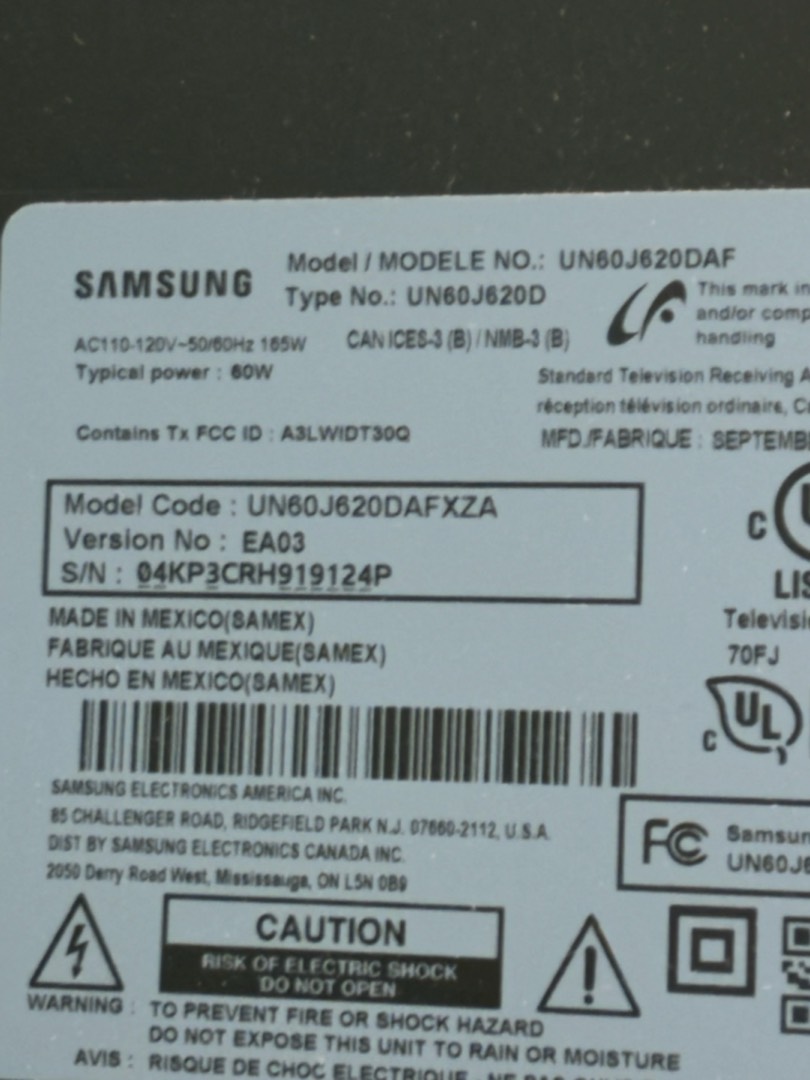 SAMSUNG
Model / MODELE NO.: UN60J620DAF
Type No.: UN60J620D
This mark in
and/or comp
handling
AC110-120V~50/60Hz 165W
CAN ICES-3 (B) / NMB-3 (B)
Typical power : 60W
Standard Television Receiving A
réception télévision ordinaire, C
Contains Tx FCC ID : A3LWIDT30Q
MFD./FABRIQUE : SEPTEMB
Model Code : UN60J620DAFXZA
Version No : EA03
S/N : 04KP3CRH919124P
C
LIS
Televisi
70FJ
MADE IN MEXICO(SAMEX)
FABRIQUE AU MEXIQUE(SAMEX)
HECHO EN MEXICO(SAMEX)
C UL
SAMSUNG ELECTRONICS AMERICA INC.
85 CHALLENGER ROAD, RIDGEFIELD PARK N.J. 07660-2112, U.S.A.
DIST BY SAMSUNG ELECTRONICS CANADA INC.
2050 Derry Road West, Mississauga, ON L5N 0B9
FC Samsun
UN60J6
CAUTION
RISK OF ELECTRIC SHOCK
DO NOT OPEN
WARNING : TO PREVENT FIRE OR SHOCK HAZARD
DO NOT EXPOSE THIS UNIT TO RAIN OR MOISTURE
AVIS : RISQUE DE CHOC ELECTRIQUE